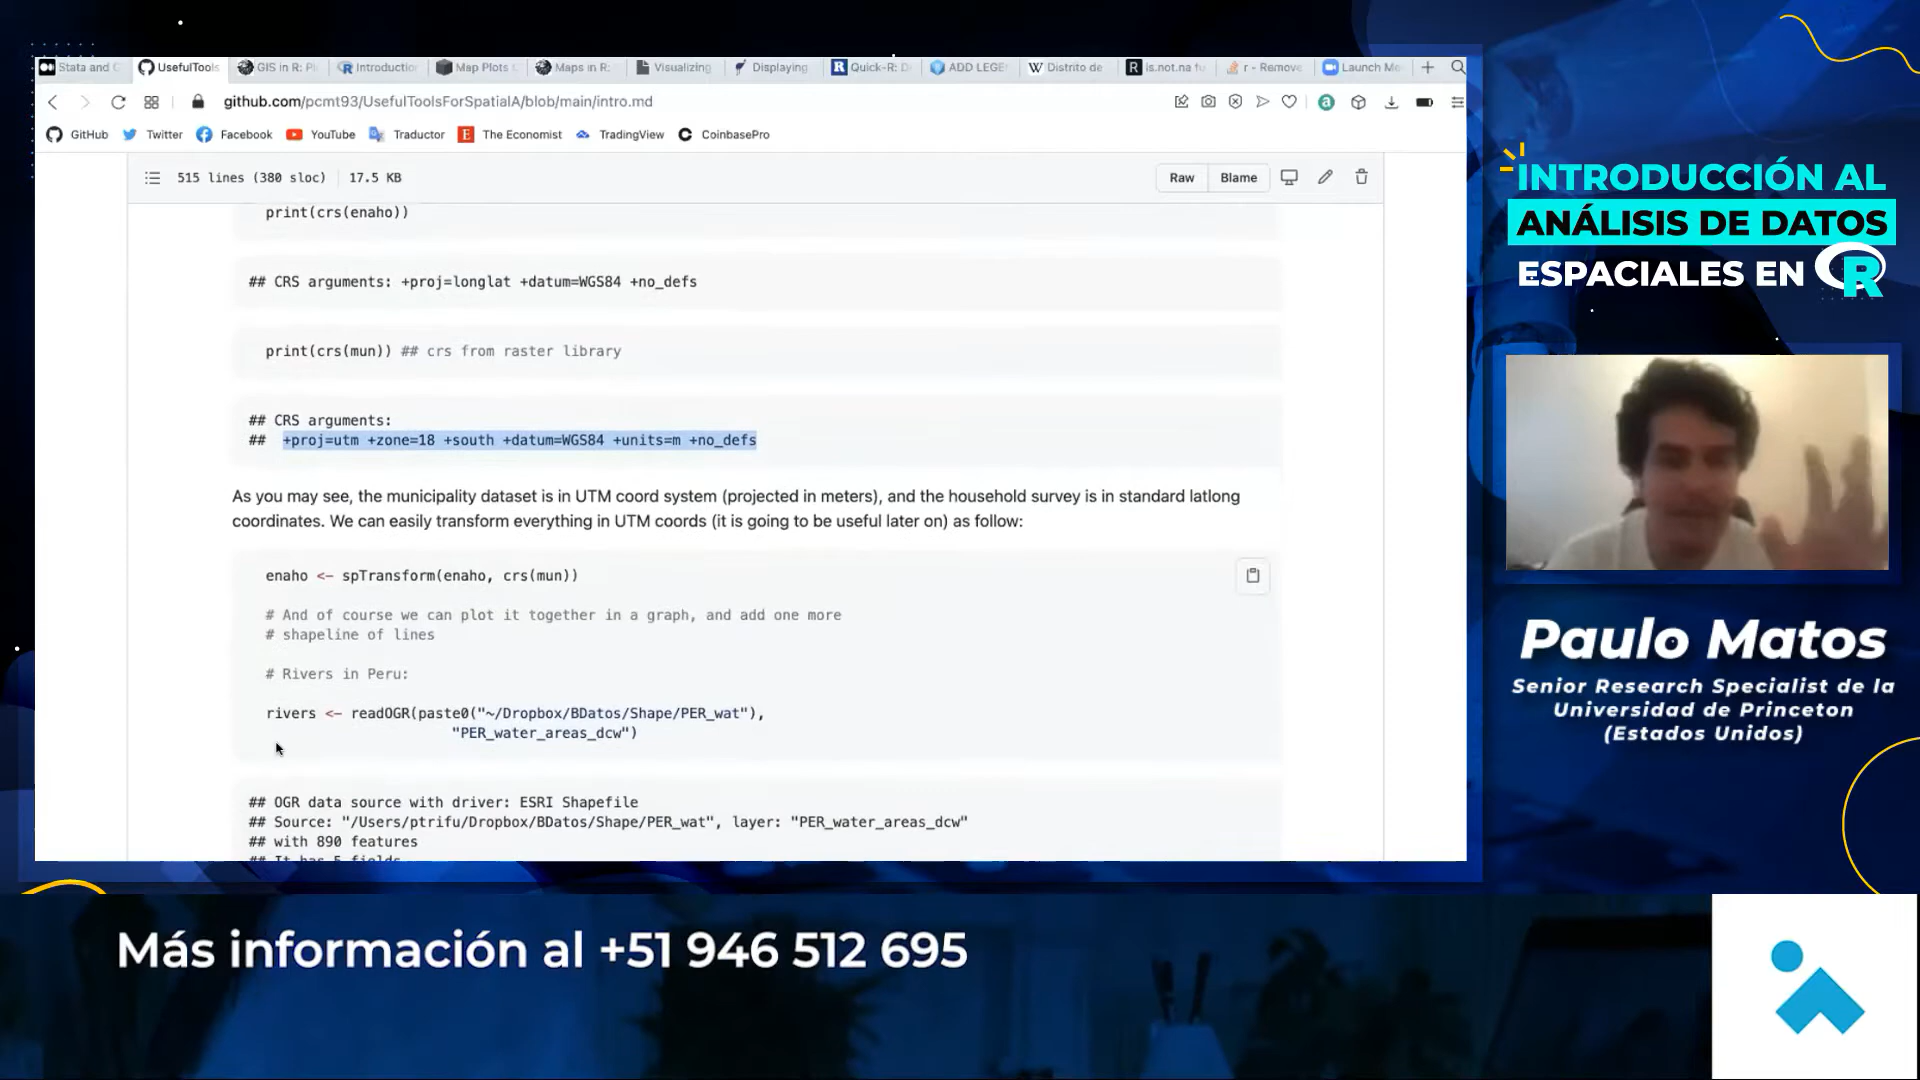 Stata and
UsefulTools
GIS in R:
Introduction
Map Plots
Maps in R:
Visualizing
Displaying
Quick-R:
ADD LEGE
Distrito de
is.not.na fu
r - Remove
Launch Me
github.com/pcmt93/UsefulToolsForSpatialA/blob/main/intro.md
GitHub Twitter Facebook YouTube Traductor The Economist TradingView CoinbasePro
515 lines (380 sloc) 17.5 KB Raw Blame
print(crs(enaho))
## CRS arguments: +proj=longlat +datum=WGS84 +no_defs
print(crs(mun)) ## crs from raster library
## CRS arguments:
## +proj=utm +zone=18 +south +datum=WGS84 +units=m +no_defs
As you may see, the municipality dataset is in UTM coord system (projected in meters), and the household survey is in standard latlong
coordinates. We can easily transform everything in UTM coords (it is going to be useful later on) as follow:
enaho <- spTransform(enaho, crs(mun))
# And of course we can plot it together in a graph, and add one more
# shapeline of lines
# Rivers in Peru:
rivers <- readOGR(paste0("~/Dropbox/BDatos/Shape/PER_wat"),
"PER_water_areas_dcw")
## OGR data source with driver: ESRI Shapefile
## Source: "/Users/ptrifu/Dropbox/BDatos/Shape/PER_wat", layer: "PER_water_areas_dcw"
## with 890 features
## It has 5 fields
INTRODUCCIÓN AL
ANÁLISIS DE DATOS
ESPACIALES EN R
Paulo Matos
Senior Research Specialist de la
Universidad de Princeton
(Estados Unidos)
Más información al +51 946 512 695